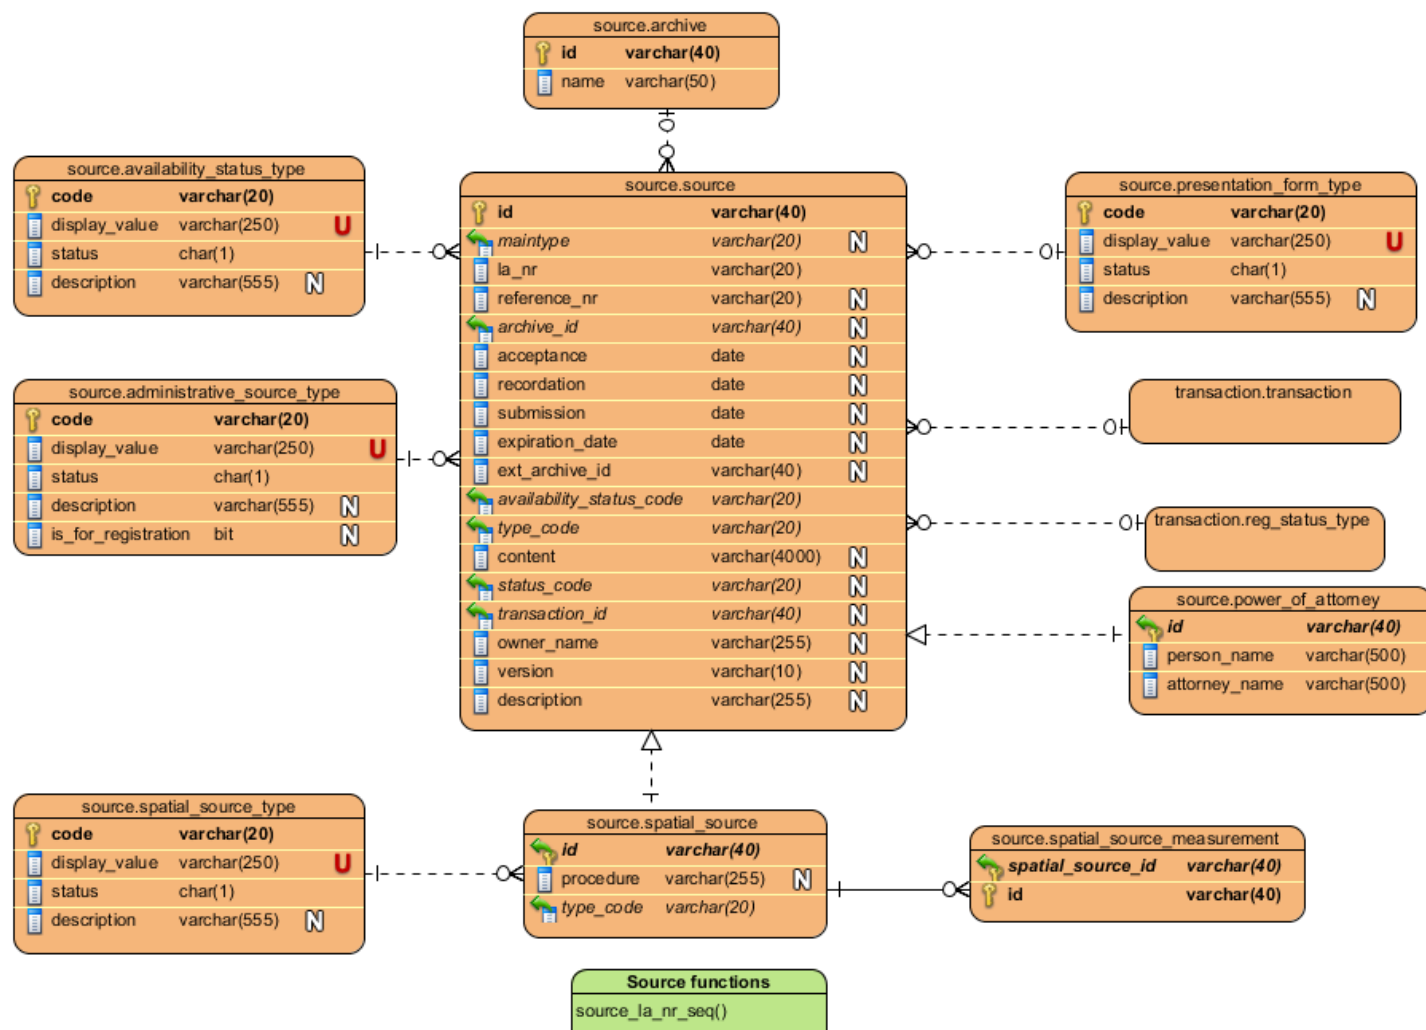 source.archive
id varchar(40)
name varchar(50)
source.availability_status_type
code varchar(20)
display_value varchar(250) U
status char(1)
description varchar(555) N
source.source
id varchar(40)
maintype varchar(20) N
la_nr varchar(20)
reference_nr varchar(20) N
archive_id varchar(40) N
acceptance date N
recordation date N
submission date N
expiration_date date N
ext_archive_id varchar(40) N
availability_status_code varchar(20)
type_code varchar(20)
content varchar(4000) N
status_code varchar(20) N
transaction_id varchar(40) N
owner_name varchar(255) N
version varchar(10) N
description varchar(255) N
source.presentation_form_type
code varchar(20)
display_value varchar(250) U
status char(1)
description varchar(555) N
source.administrative_source_type
code varchar(20)
display_value varchar(250) U
status char(1)
description varchar(555) N
is_for_registration bit N
transaction.transaction
transaction.reg_status_type
source.power_of_attorney
id varchar(40)
person_name varchar(500)
attorney_name varchar(500)
source.spatial_source_type
code varchar(20)
display_value varchar(250) U
status char(1)
description varchar(555) N
source.spatial_source
id varchar(40)
procedure varchar(255) N
type_code varchar(20)
source.spatial_source_measurement
spatial_source_id varchar(40)
id varchar(40)
Source functions
source_la_nr_seq()